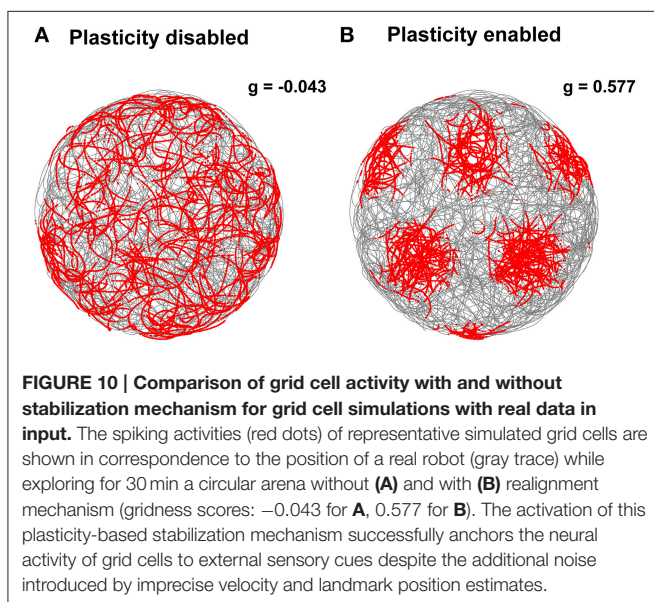 A Plasticity disabled
B Plasticity enabled
g = -0.043
g = 0.577
FIGURE 10 | Comparison of grid cell activity with and without
stabilization mechanism for grid cell simulations with real data in
input. The spiking activities (red dots) of representative simulated grid cells are
shown in correspondence to the position of a real robot (gray trace) while
exploring for 30 min a circular arena without (A) and with (B) realignment
mechanism (gridness scores: −0.043 for A, 0.577 for B). The activation of this
plasticity-based stabilization mechanism successfully anchors the neural
activity of grid cells to external sensory cues despite the additional noise
introduced by imprecise velocity and landmark position estimates.